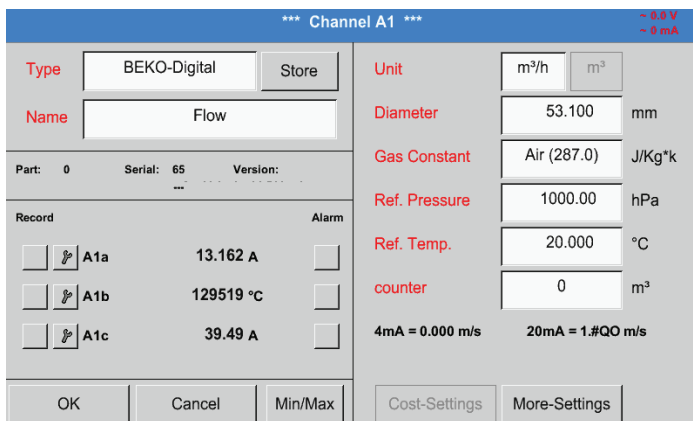 *** Channel A1 ***
~ 0.0 V
~ 0 mA
Type BEKO-Digital Store
Name Flow
Part: 0 Serial: 65 Version:
---
Record Alarm
A1a 13.162 A
A1b 129519 °C
A1c 39.49 A
OK Cancel Min/Max
Unit m³/h m³
Diameter 53.100 mm
Gas Constant Air (287.0) J/Kg*k
Ref. Pressure 1000.00 hPa
Ref. Temp. 20.000 °C
counter 0 m³
4mA = 0.000 m/s 20mA = 1.#QO m/s
Cost-Settings More-Settings